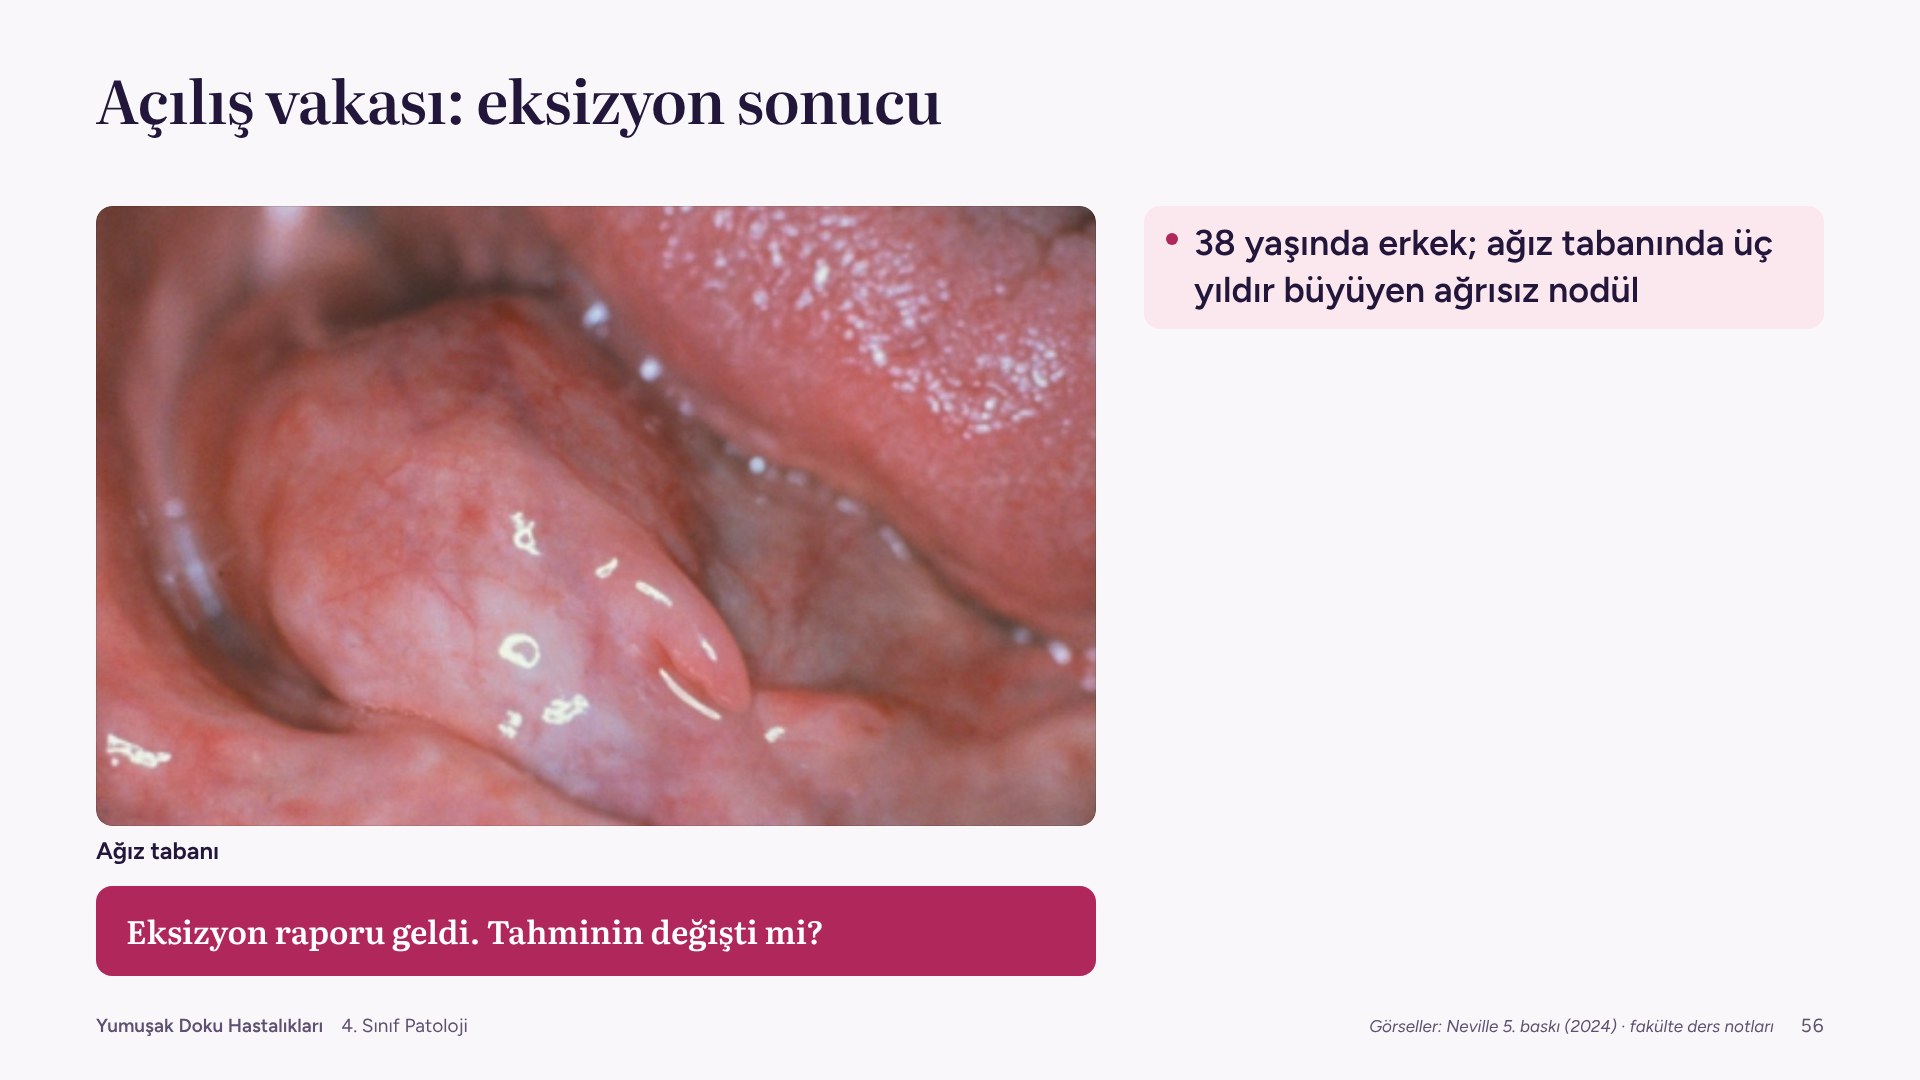 Açılış vakası: eksizyon sonucu
38 yaşında erkek; ağız tabanında üç
yıldır büyüyen ağrısız nodül
Ağız tabanı
Eksizyon raporu geldi. Tahminin değişti mi?
Yumuşak Doku Hastalıkları 4. Sınıf Patoloji
Görseller: Neville 5. baskı (2024) · fakülte ders notları 56